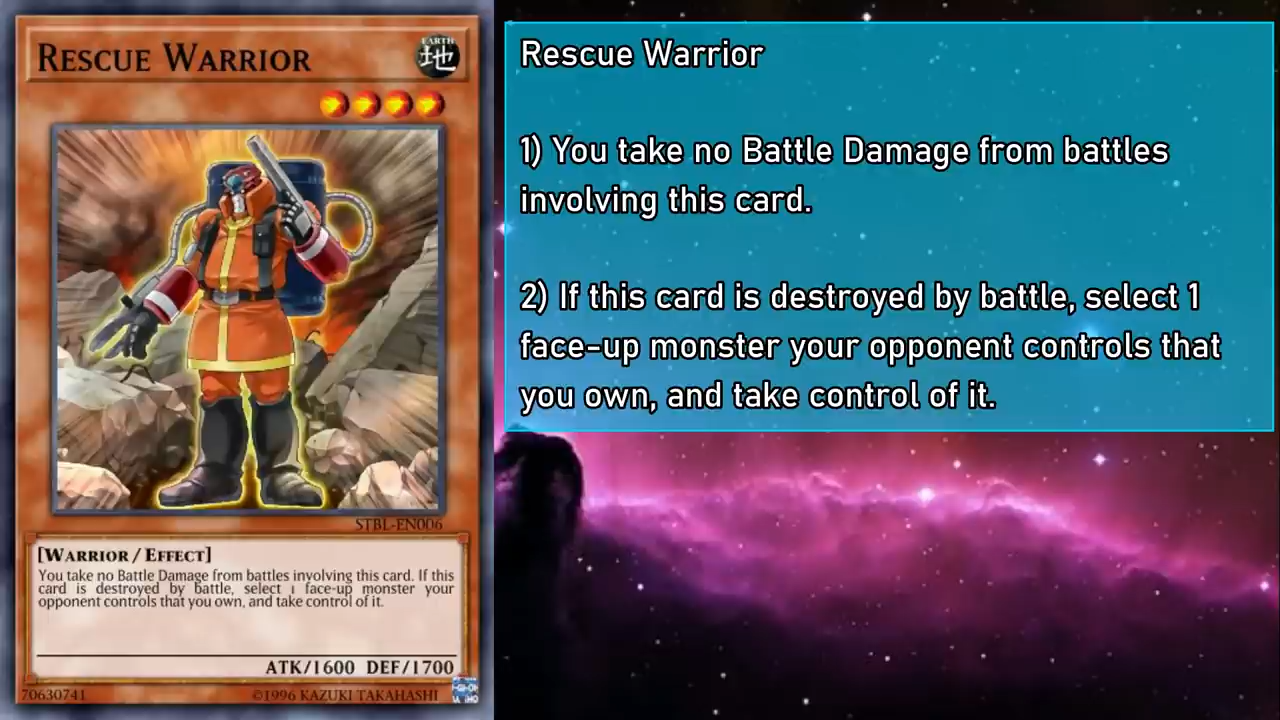 RESCUE WARRIOR
EARTH
地
STBL-EN006
[WARRIOR / EFFECT]
You take no Battle Damage from battles involving this card. If this
card is destroyed by battle, select 1 face-up monster your
opponent controls that you own, and take control of it.
ATK/1600 DEF/1700
70630741
©1996 KAZUKI TAKAHASHI
Rescue Warrior
1) You take no Battle Damage from battles
involving this card.
2) If this card is destroyed by battle, select 1
face-up monster your opponent controls that
you own, and take control of it.